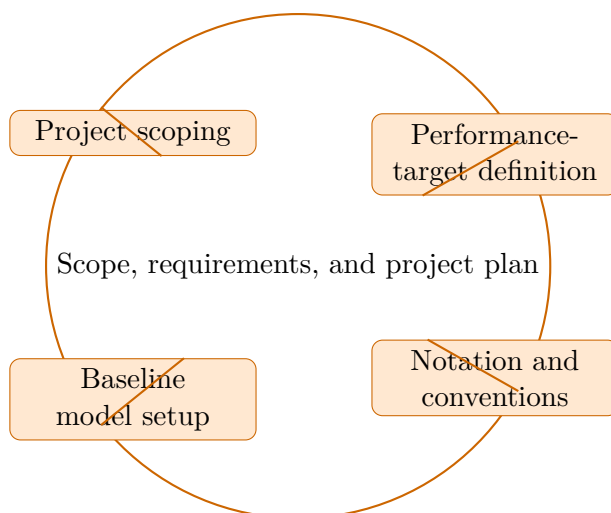 Project scoping
Performance-
target definition
Scope, requirements, and project plan
Baseline
model setup
Notation and
conventions